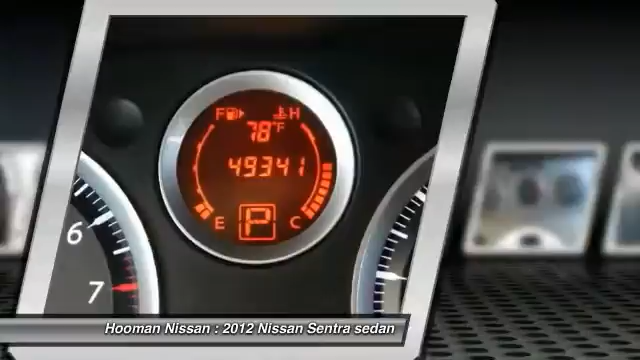 F H
78°F
49341
E P C
6
7
Hooman Nissan : 2012 Nissan Sentra sedan